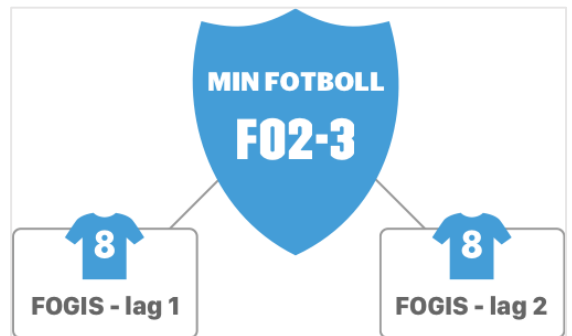 MIN FOTBOLL
F02-3
8
8
FOGIS - lag 1
FOGIS - lag 2